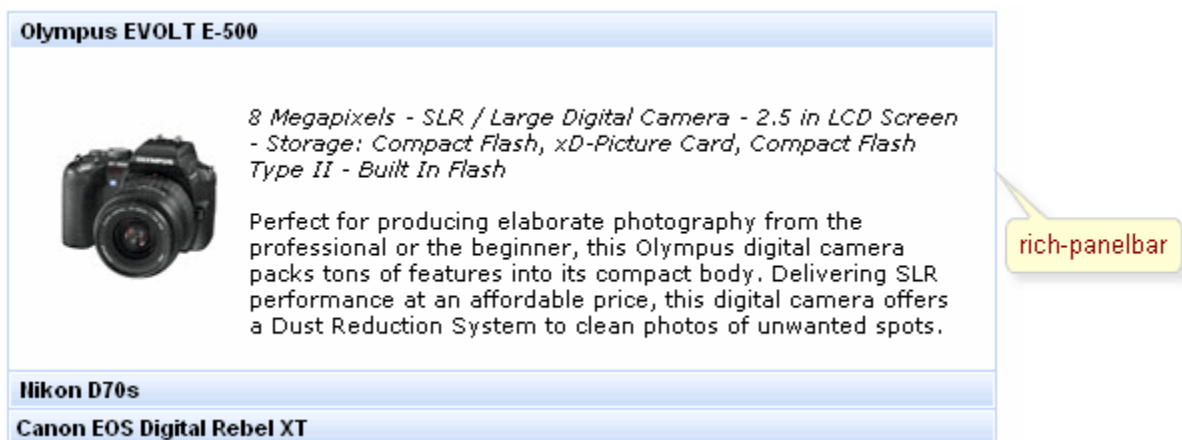 Olympus EVOLT E-500
8 Megapixels - SLR / Large Digital Camera - 2.5 in LCD Screen
- Storage: Compact Flash, xD-Picture Card, Compact Flash
Type II - Built In Flash
Perfect for producing elaborate photography from the
professional or the beginner, this Olympus digital camera
packs tons of features into its compact body. Delivering SLR
performance at an affordable price, this digital camera offers
a Dust Reduction System to clean photos of unwanted spots.
rich-panelbar
Nikon D70s
Canon EOS Digital Rebel XT